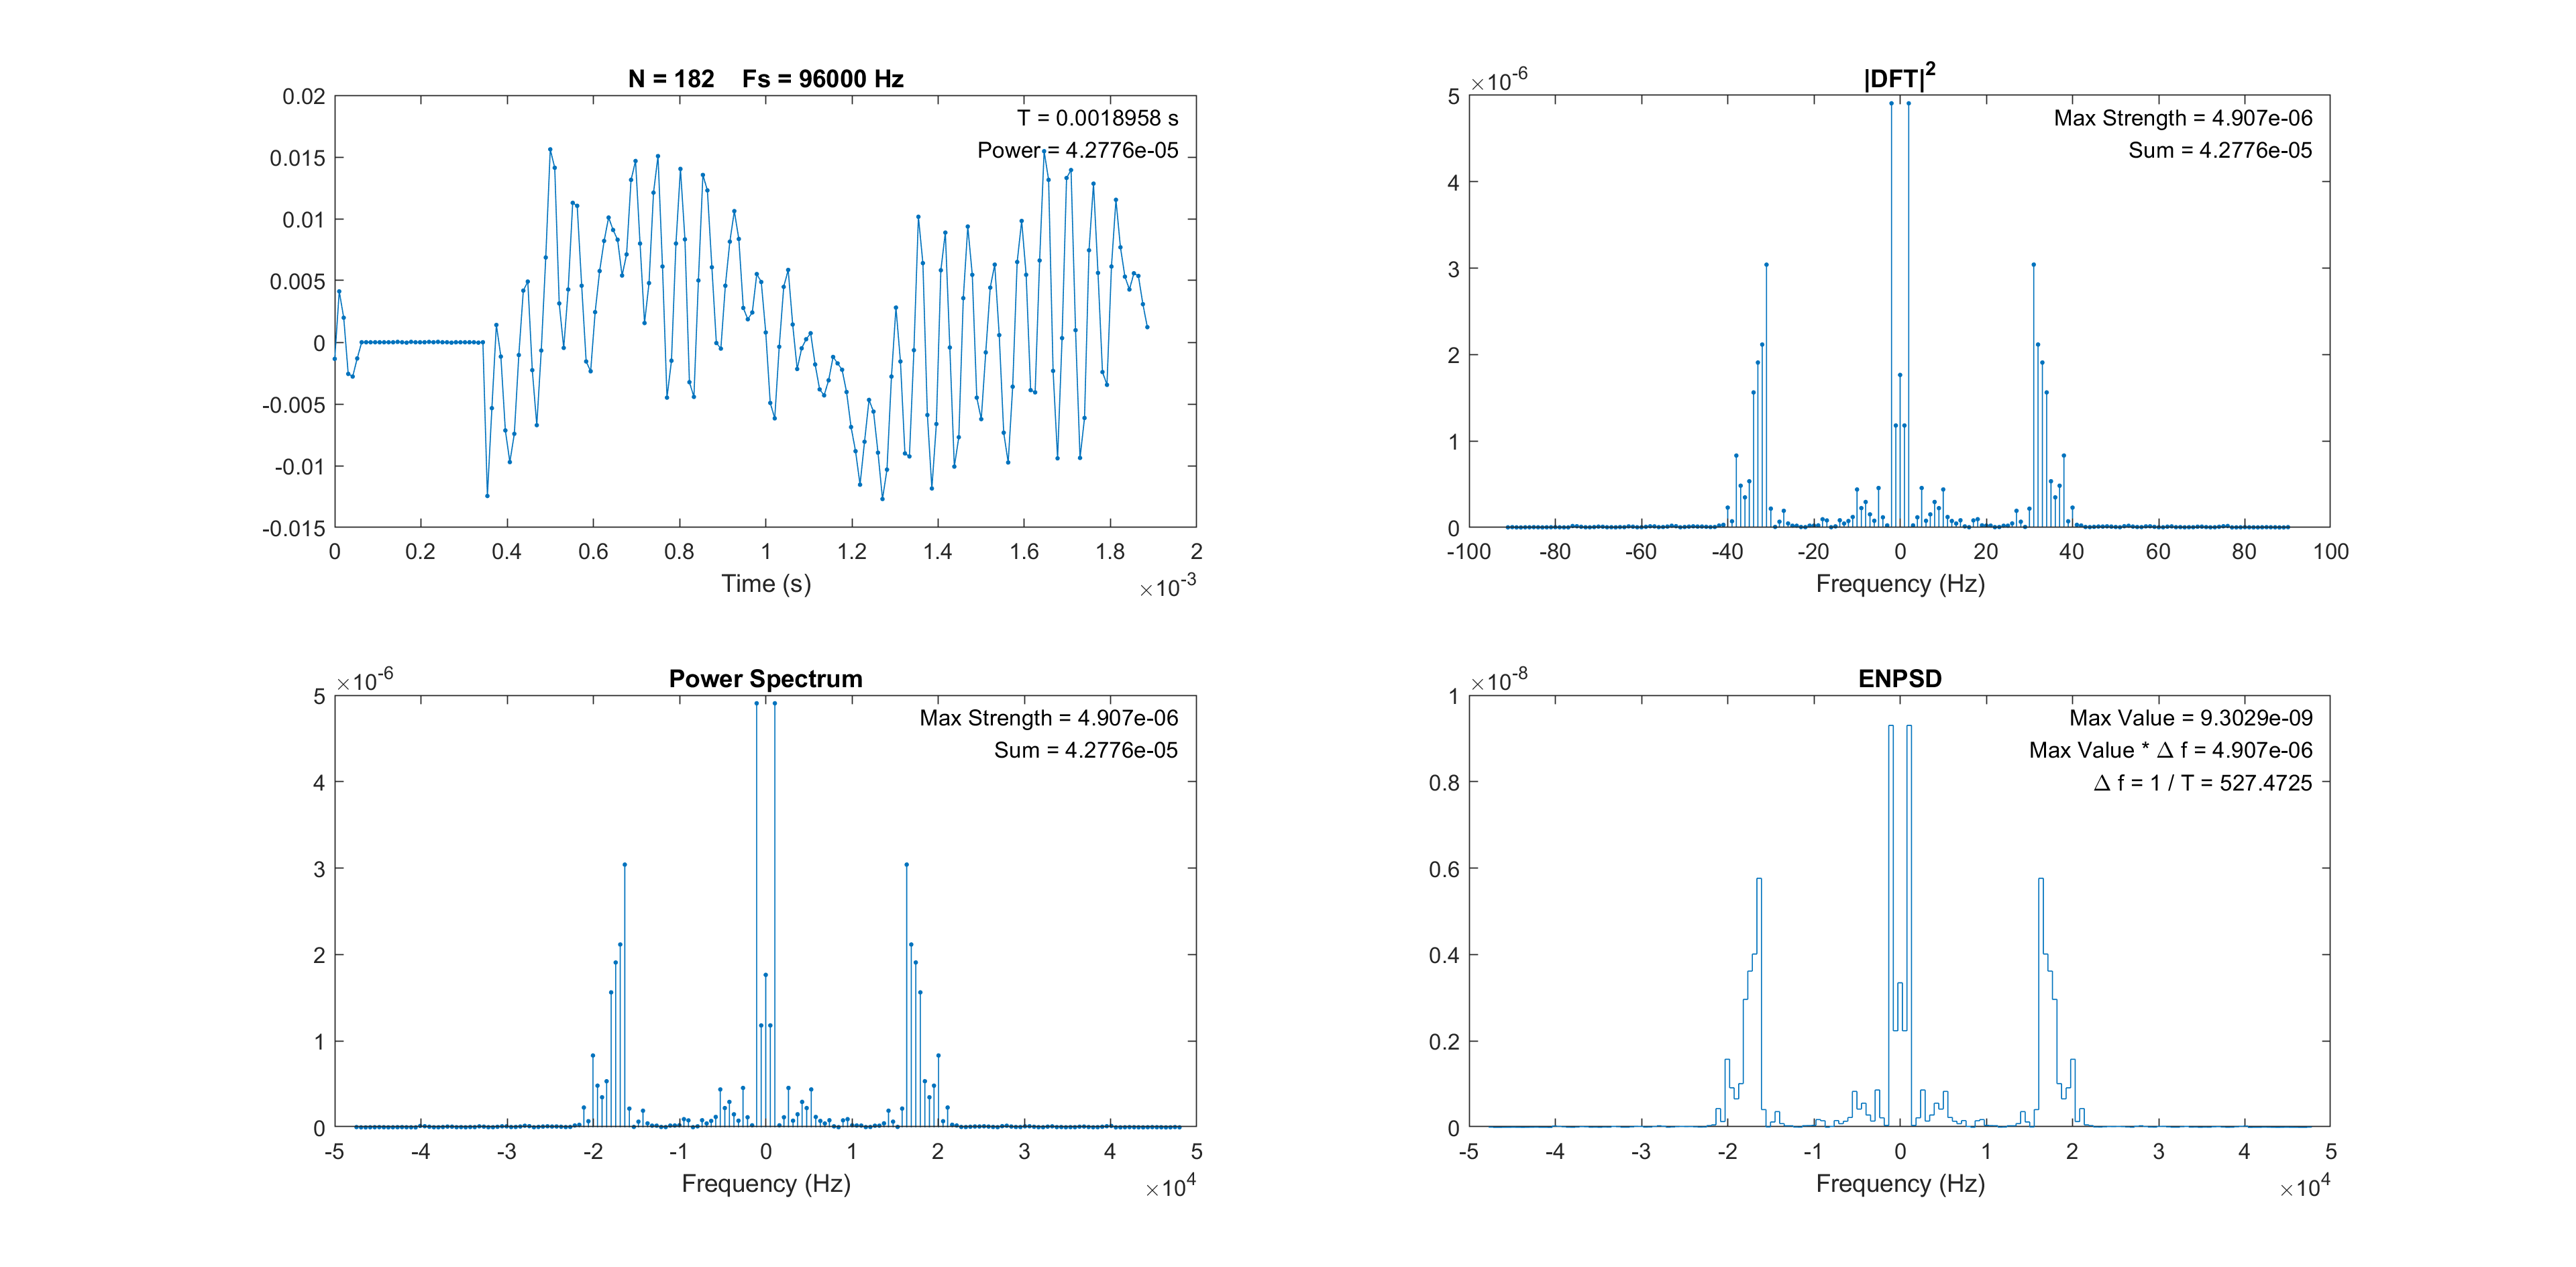 N = 182    Fs = 96000 Hz
T = 0.0018958 s
Power = 4.2776e-05
0.02
0.015
0.01
0.005
0
-0.005
-0.01
-0.015
0 0.2 0.4 0.6 0.8 1 1.2 1.4 1.6 1.8 2
Time (s)
×10-3
|DFT|2
×10-6
Max Strength = 4.907e-06
Sum = 4.2776e-05
5
4
3
2
1
0
-100 -80 -60 -40 -20 0 20 40 60 80 100
Frequency (Hz)
Power Spectrum
×10-6
Max Strength = 4.907e-06
Sum = 4.2776e-05
5
4
3
2
1
0
-5 -4 -3 -2 -1 0 1 2 3 4 5
Frequency (Hz)
×104
ENPSD
×10-8
Max Value = 9.3029e-09
Max Value * Δ f = 4.907e-06
Δ f = 1 / T = 527.4725
1
0.8
0.6
0.4
0.2
0
-5 -4 -3 -2 -1 0 1 2 3 4 5
Frequency (Hz)
×104